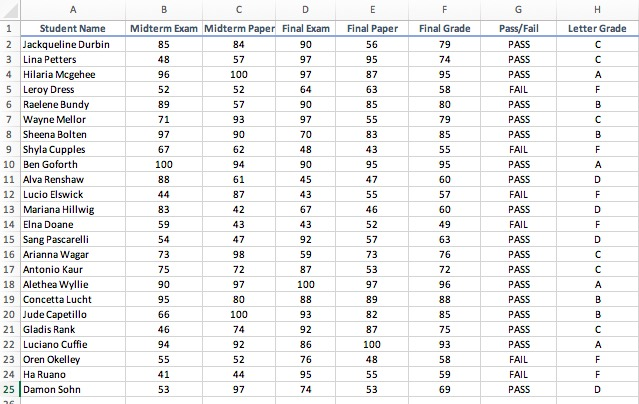 A B C D E F G H
1 Student Name Midterm Exam Midterm Paper Final Exam Final Paper Final Grade Pass/Fail Letter Grade
2 Jackqueline Durbin 85 84 90 56 79 PASS C
3 Lina Petters 48 57 97 95 74 PASS C
4 Hilaria Mcgehee 96 100 97 87 95 PASS A
5 Leroy Dress 52 52 64 63 58 FAIL F
6 Raelene Bundy 89 57 90 85 80 PASS B
7 Wayne Mellor 71 93 97 55 79 PASS C
8 Sheena Bolten 97 90 70 83 85 PASS B
9 Shyla Cupples 67 62 48 43 55 FAIL F
10 Ben Goforth 100 94 90 95 95 PASS A
11 Alva Renshaw 88 61 45 47 60 PASS D
12 Lucio Elswick 44 87 43 55 57 FAIL F
13 Mariana Hillwig 83 42 67 46 60 PASS D
14 Elna Doane 59 43 43 52 49 FAIL F
15 Sang Pascarelli 54 47 92 57 63 PASS D
16 Arianna Wagar 73 98 59 73 76 PASS C
17 Antonio Kaur 75 72 87 53 72 PASS C
18 Alethea Wyllie 90 97 100 97 96 PASS A
19 Concetta Lucht 95 80 88 89 88 PASS B
20 Jude Capetillo 66 100 93 82 85 PASS B
21 Gladis Rank 46 74 92 87 75 PASS C
22 Luciano Cuffie 94 92 86 100 93 PASS A
23 Oren Okelley 55 52 76 48 58 FAIL F
24 Ha Ruano 41 44 95 55 59 FAIL F
25 Damon Sohn 53 97 74 53 69 PASS D
26